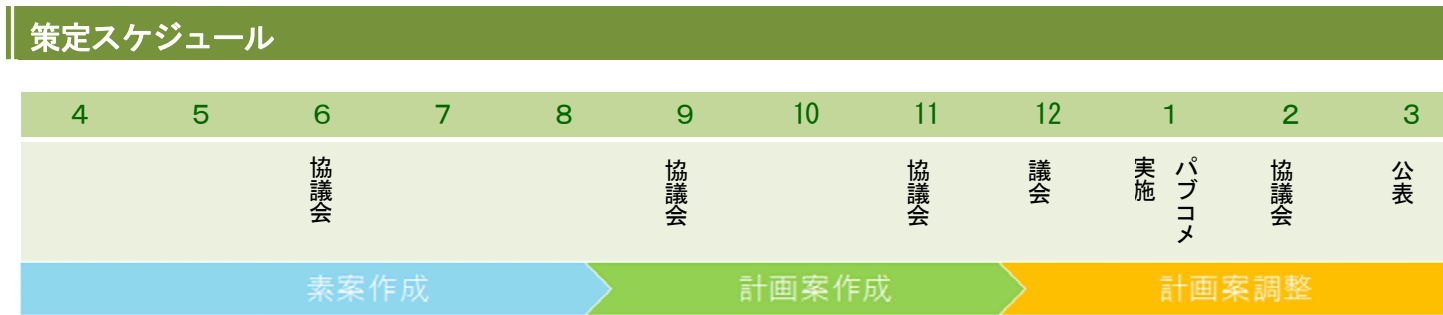 策定スケジュール
4 5 6 7 8 9 10 11 12 1 2 3
協議会
協議会
協議会
議会
パブコメ
実施
協議会
公表
素案作成 計画案作成 計画案調整